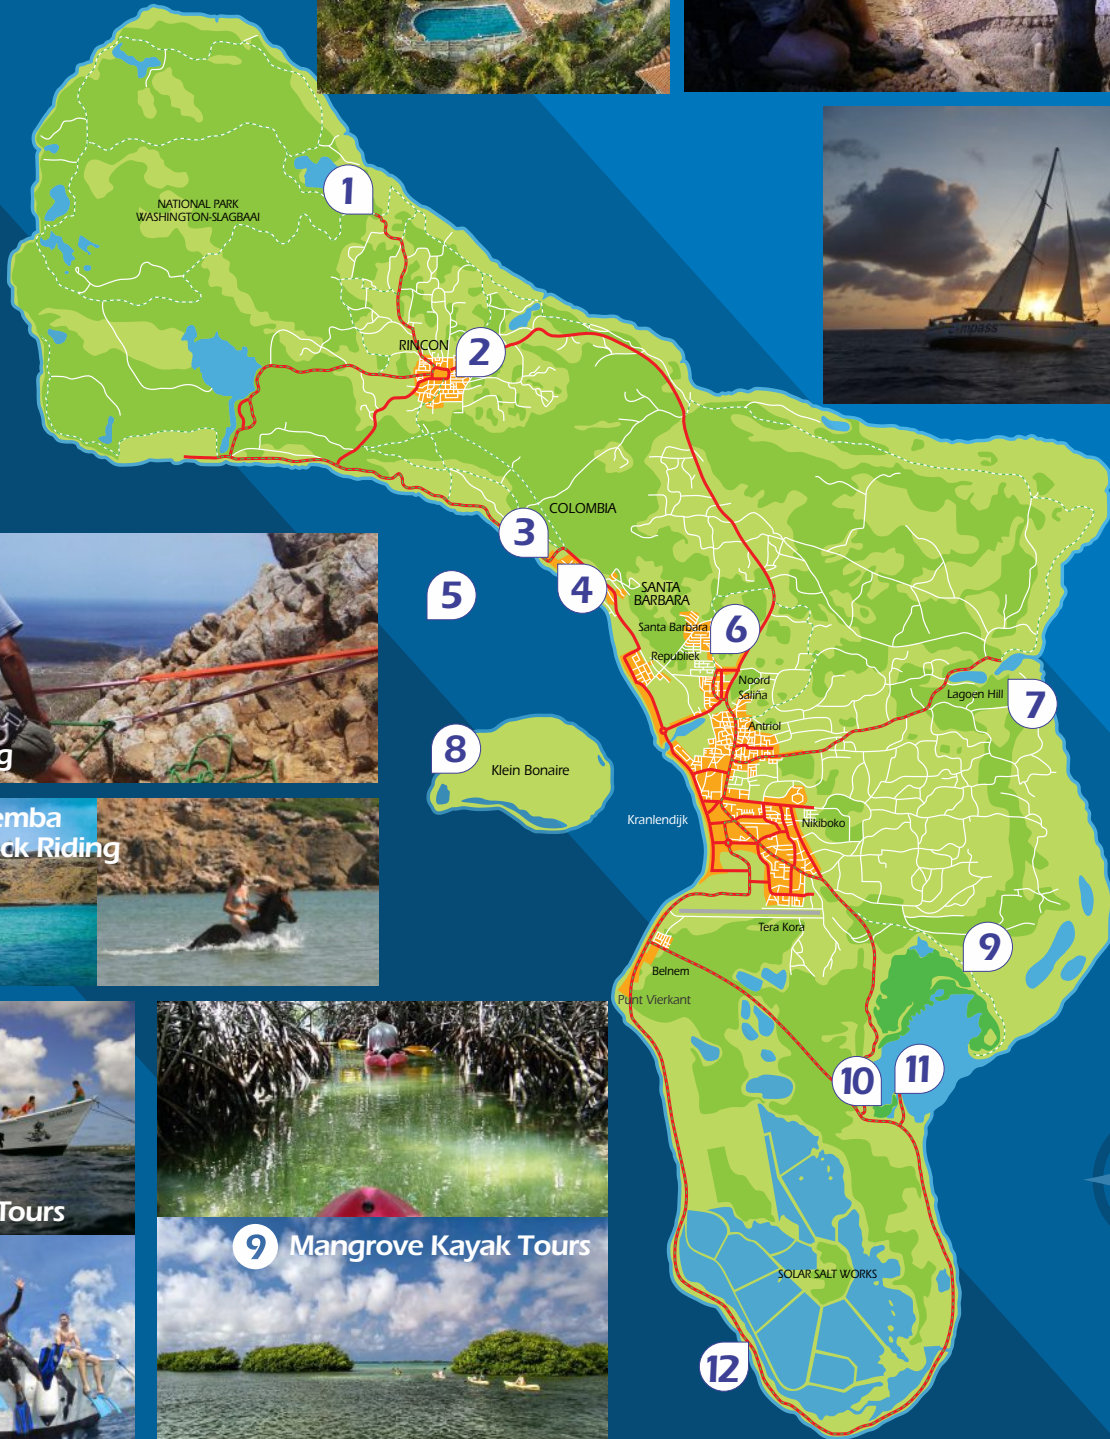 1
NATIONAL PARK
WASHINGTON-SLAGBAAI
compass
RINCON
2
COLOMBIA
3
4
5
SANTA
BARBARA
Santa Barbara
6
Republiek
Noord
Salina
Lagoen Hill
7
Antriol
8
Klein Bonaire
Kranlendijk
Nikiboko
Tera Kora
9
Belnem
Punt Vierkant
10
11
SOLAR SALT WORKS
12
g
emba
ck Riding
Tours
9 Mangrove Kayak Tours